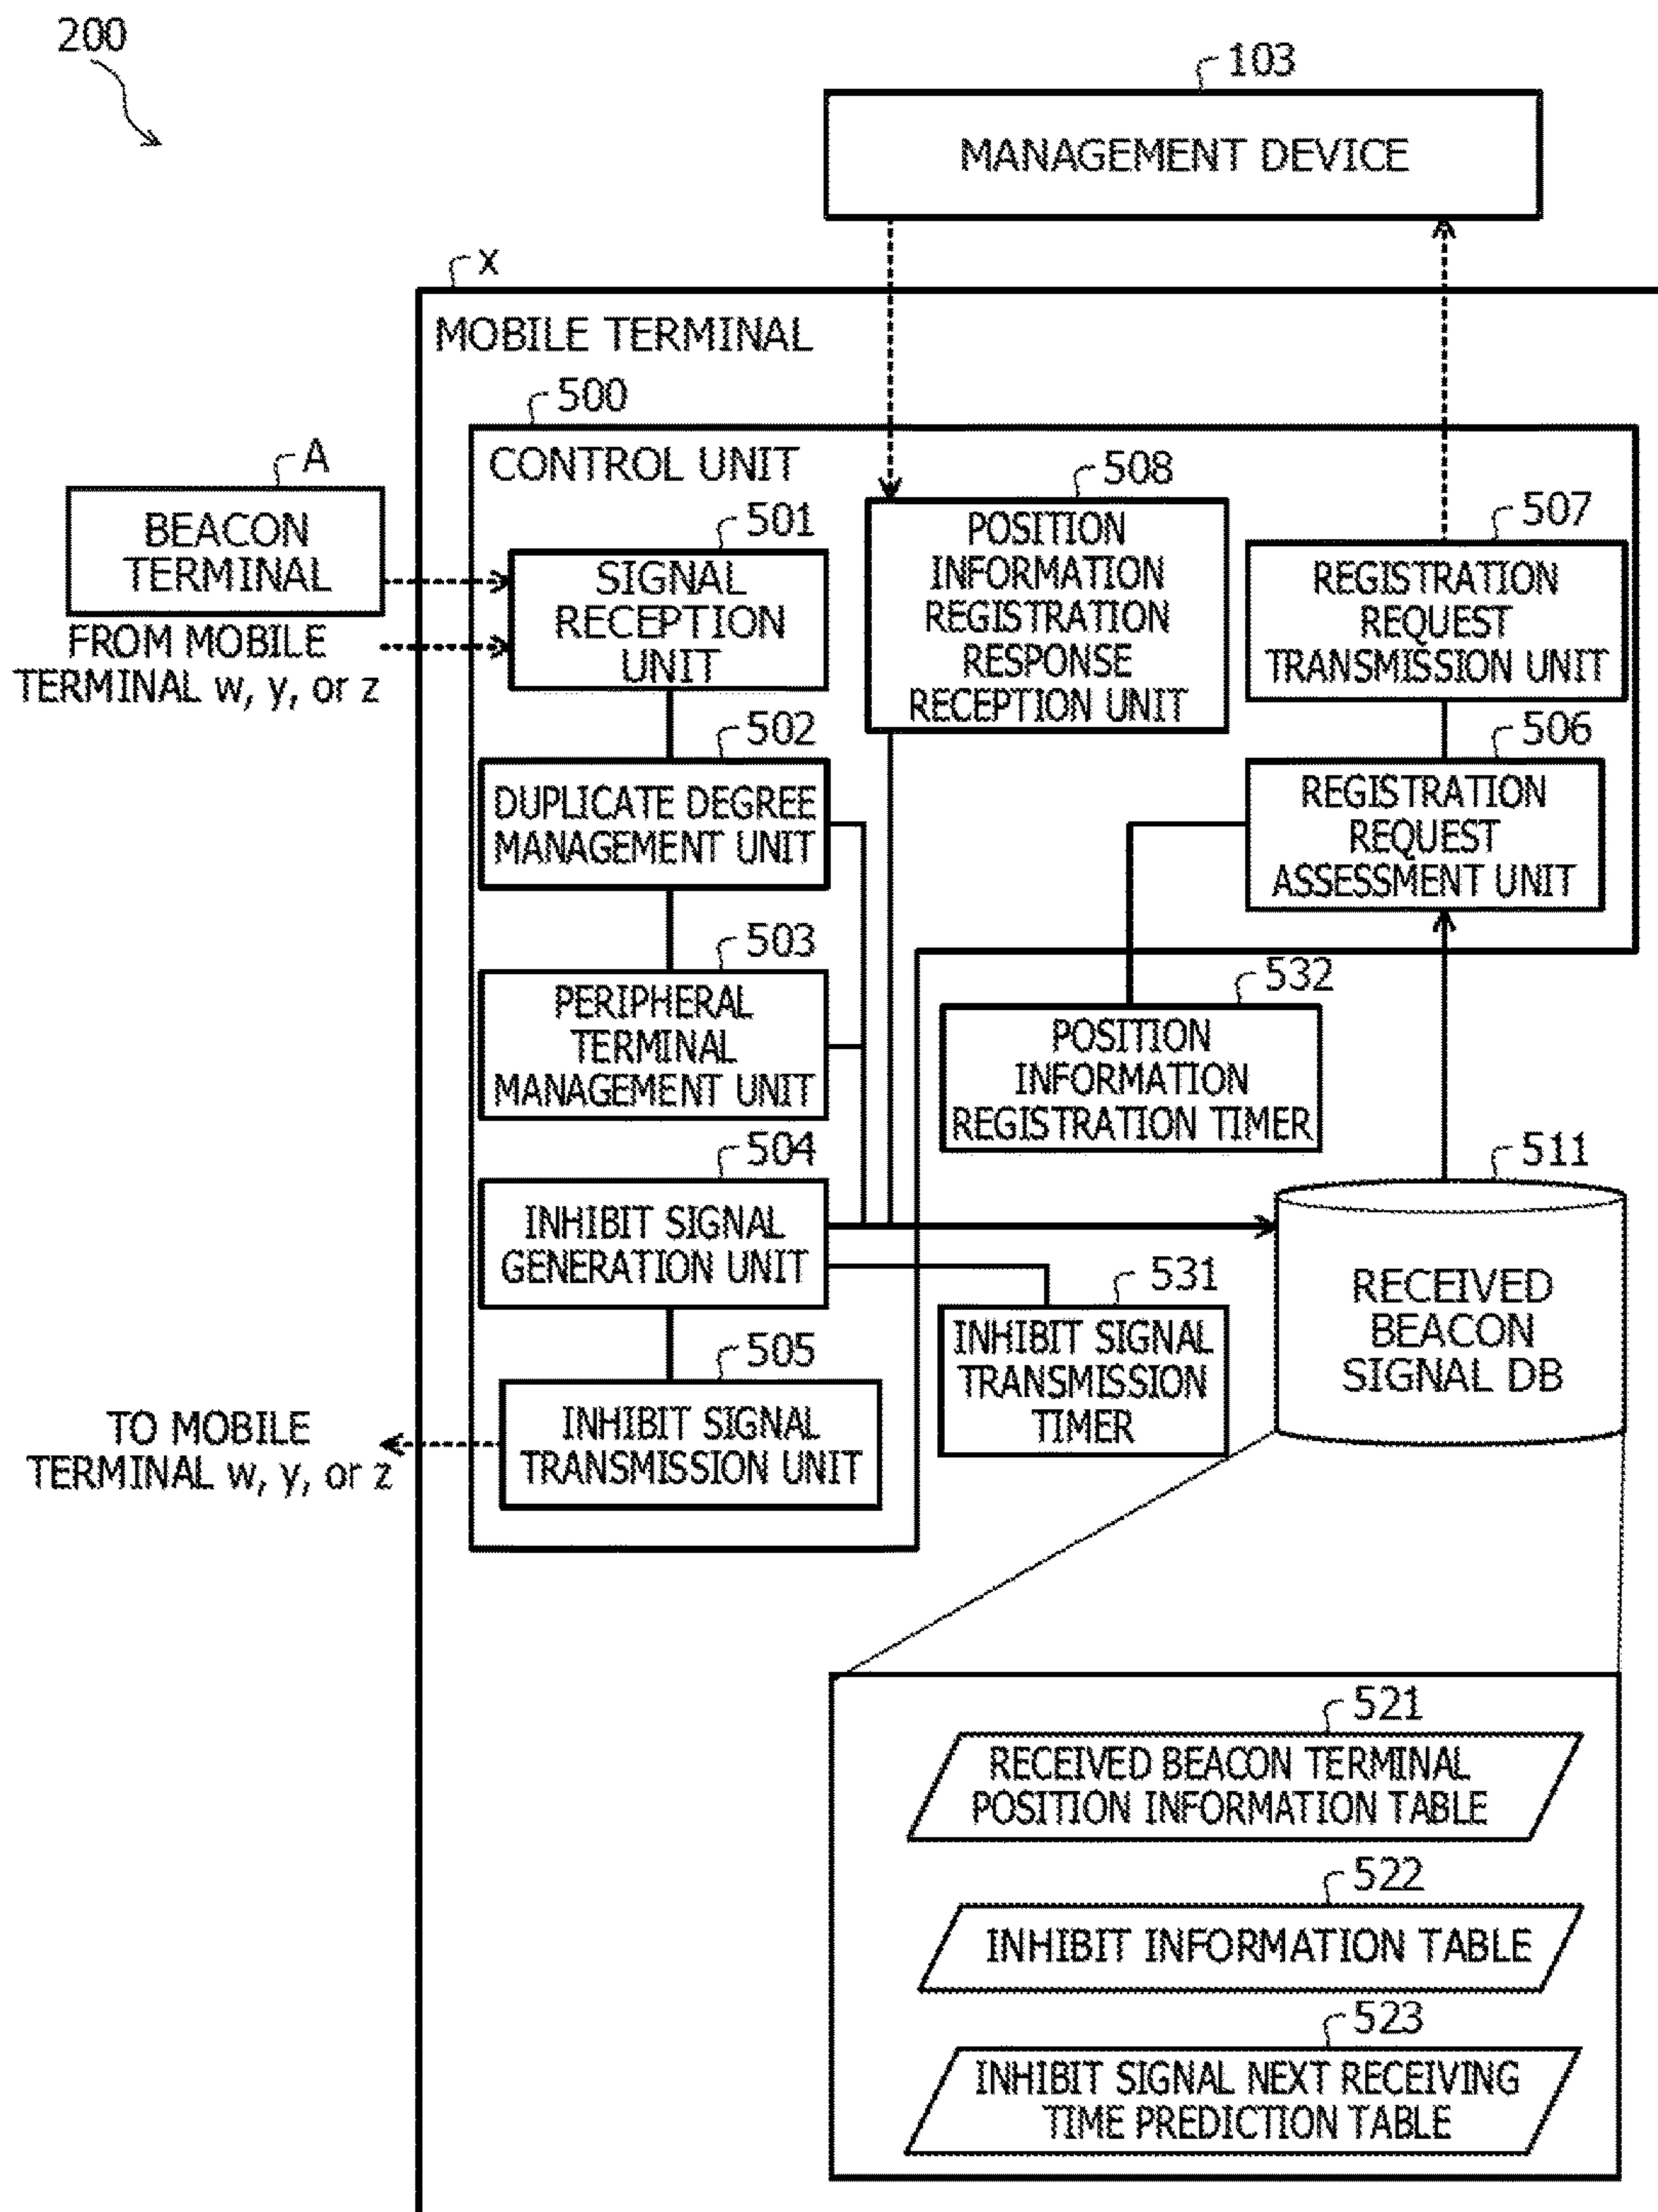 200
103
MANAGEMENT DEVICE
x
MOBILE TERMINAL
500
CONTROL UNIT
A
BEACON
TERMINAL
FROM MOBILE
TERMINAL w, y, or z
501
SIGNAL
RECEPTION
UNIT
508
POSITION
INFORMATION
REGISTRATION
RESPONSE
RECEPTION UNIT
507
REGISTRATION
REQUEST
TRANSMISSION UNIT
502
DUPLICATE DEGREE
MANAGEMENT UNIT
506
REGISTRATION
REQUEST
ASSESSMENT UNIT
503
PERIPHERAL
TERMINAL
MANAGEMENT UNIT
532
POSITION
INFORMATION
REGISTRATION TIMER
504
INHIBIT SIGNAL
GENERATION UNIT
511
RECEIVED
BEACON
SIGNAL DB
531
INHIBIT SIGNAL
TRANSMISSION
TIMER
505
INHIBIT SIGNAL
TRANSMISSION UNIT
TO MOBILE
TERMINAL w, y, or z
521
RECEIVED BEACON TERMINAL
POSITION INFORMATION TABLE
522
INHIBIT INFORMATION TABLE
523
INHIBIT SIGNAL NEXT RECEIVING
TIME PREDICTION TABLE